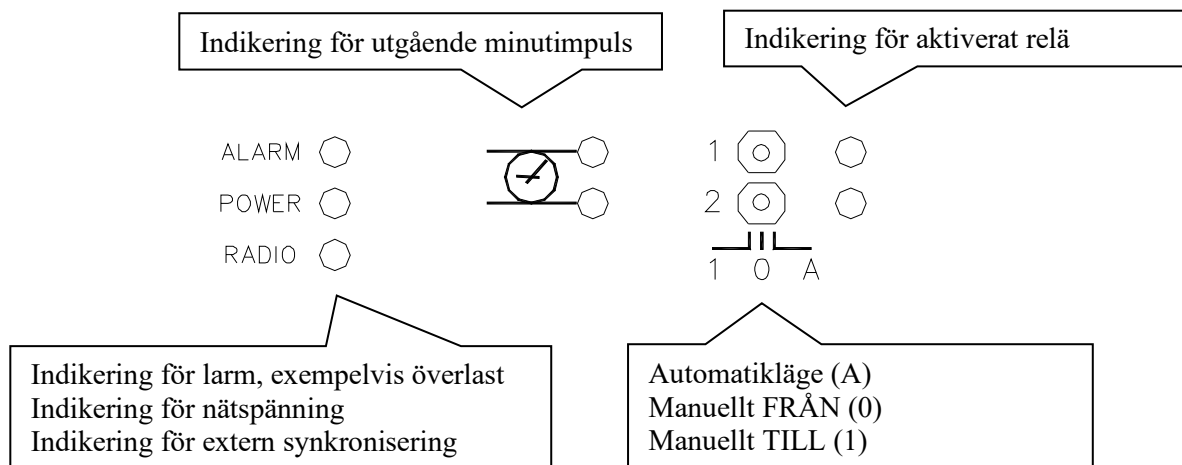 Indikering för utgående minutimpuls
Indikering för aktiverat relä
ALARM
POWER
RADIO
1
2
1 0 A
Indikering för larm, exempelvis överlast
Indikering för nätspänning
Indikering för extern synkronisering
Automatikläge (A)
Manuellt FRÅN (0)
Manuellt TILL (1)